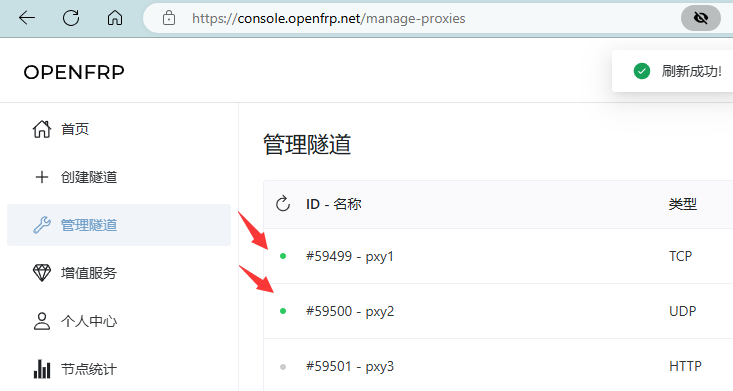 https://console.openfrp.net/manage-proxies
OPENFRP
刷新成功!
首页
创建隧道
管理隧道
增值服务
个人中心
节点统计
管理隧道
ID - 名称 类型
#59499 - pxy1 TCP
#59500 - pxy2 UDP
#59501 - pxy3 HTTP